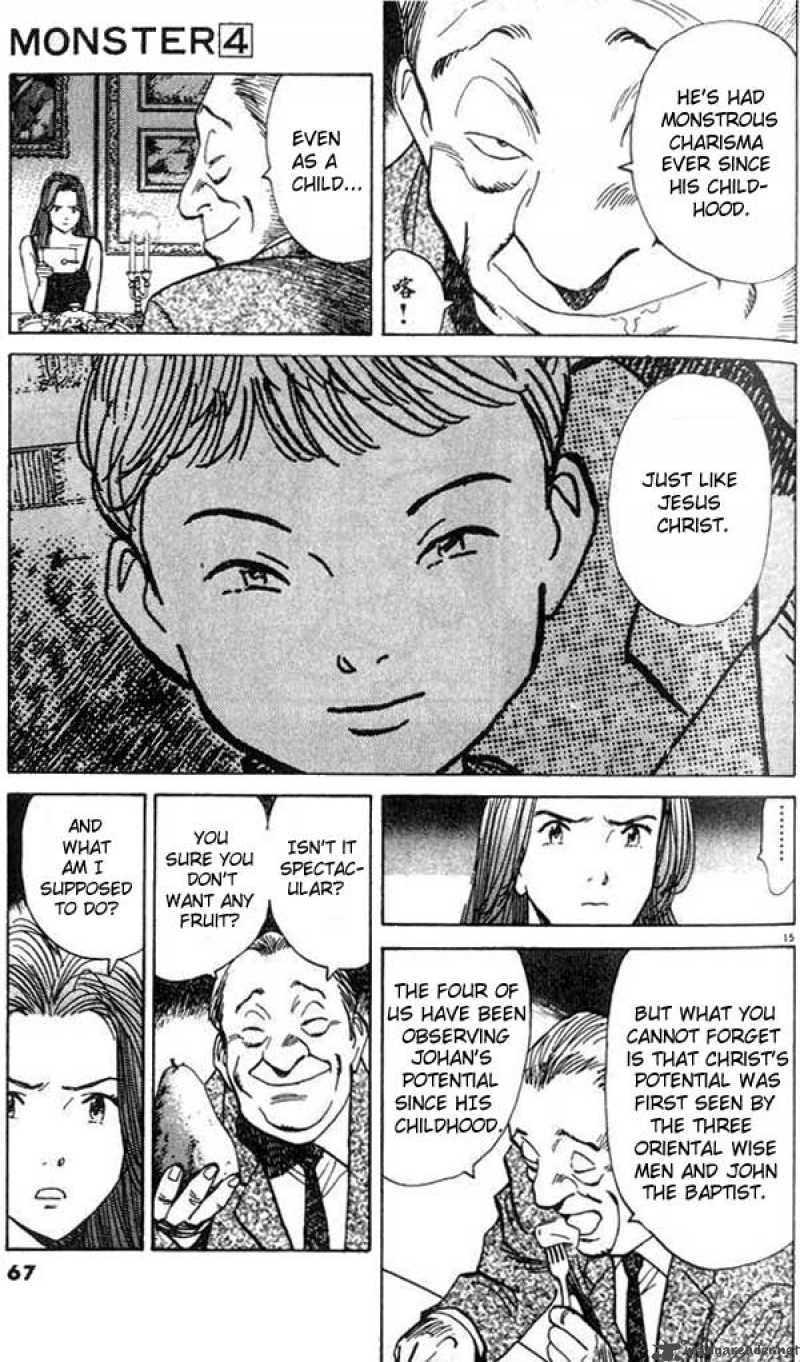 MONSTER 4
HE'S HAD
MONSTROUS
CHARISMA
EVER SINCE
HIS CHILD-
HOOD.
喀!
EVEN
AS A
CHILD...
JUST LIKE
JESUS
CHRIST.
.........
15
BUT WHAT YOU
CANNOT FORGET
IS THAT CHRIST'S
POTENTIAL WAS
FIRST SEEN BY
THE THREE
ORIENTAL WISE
MEN AND JOHN
THE BAPTIST.
THE FOUR OF
US HAVE BEEN
OBSERVING
JOHAN'S
POTENTIAL
SINCE HIS
CHILDHOOD.
ISN'T IT
SPECTAC-
ULAR?
YOU
SURE YOU
DON'T
WANT ANY
FRUIT?
AND
WHAT
AM I
SUPPOSED
TO DO?
67
mangareader.net